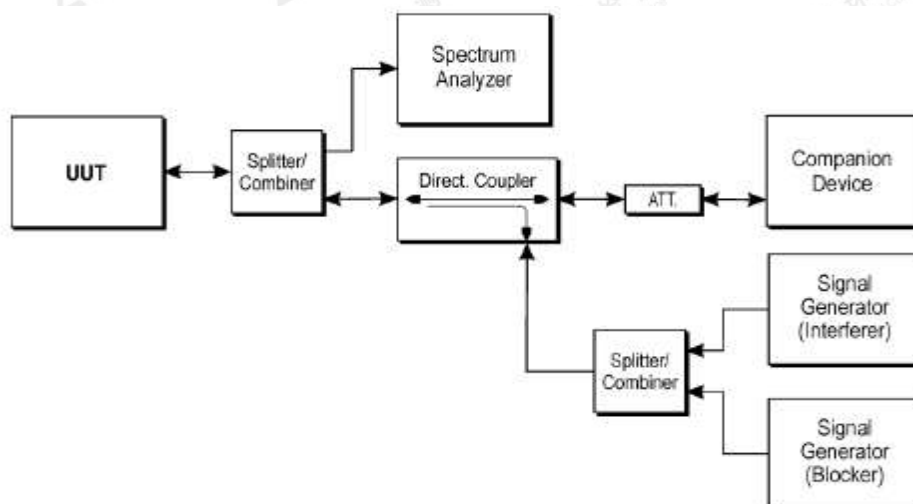 Spectrum
Analyzer
UUT
Splitter/
Combiner
Direct. Coupler
ATT.
Companion
Device
Signal
Generator
(Interferer)
Splitter/
Combiner
Signal
Generator
(Blocker)